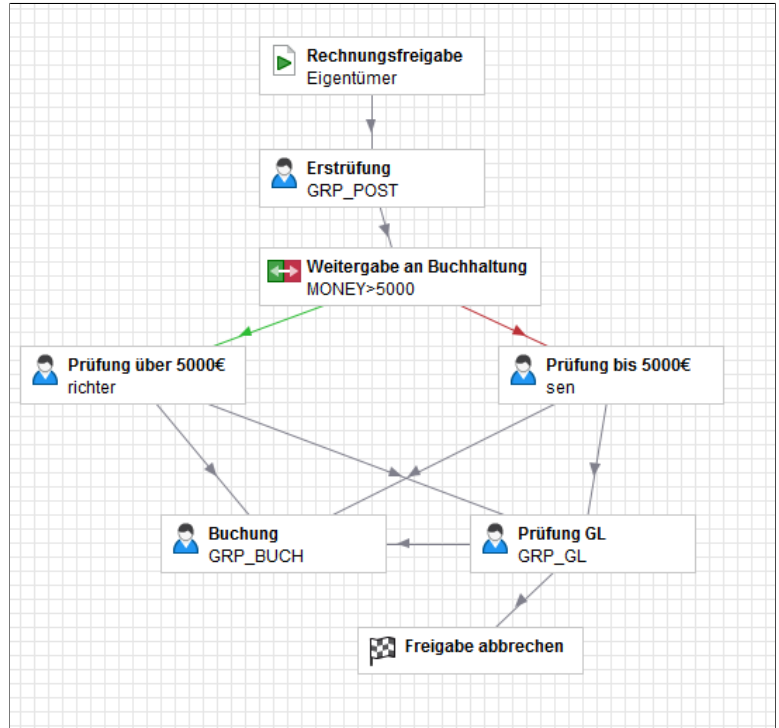 Rechnungsfreigabe
Eigentümer
Erstrüfung
GRP_POST
Weitergabe an Buchhaltung
MONEY>5000
Prüfung über 5000€
richter
Prüfung bis 5000€
sen
Buchung
GRP_BUCH
Prüfung GL
GRP_GL
Freigabe abbrechen